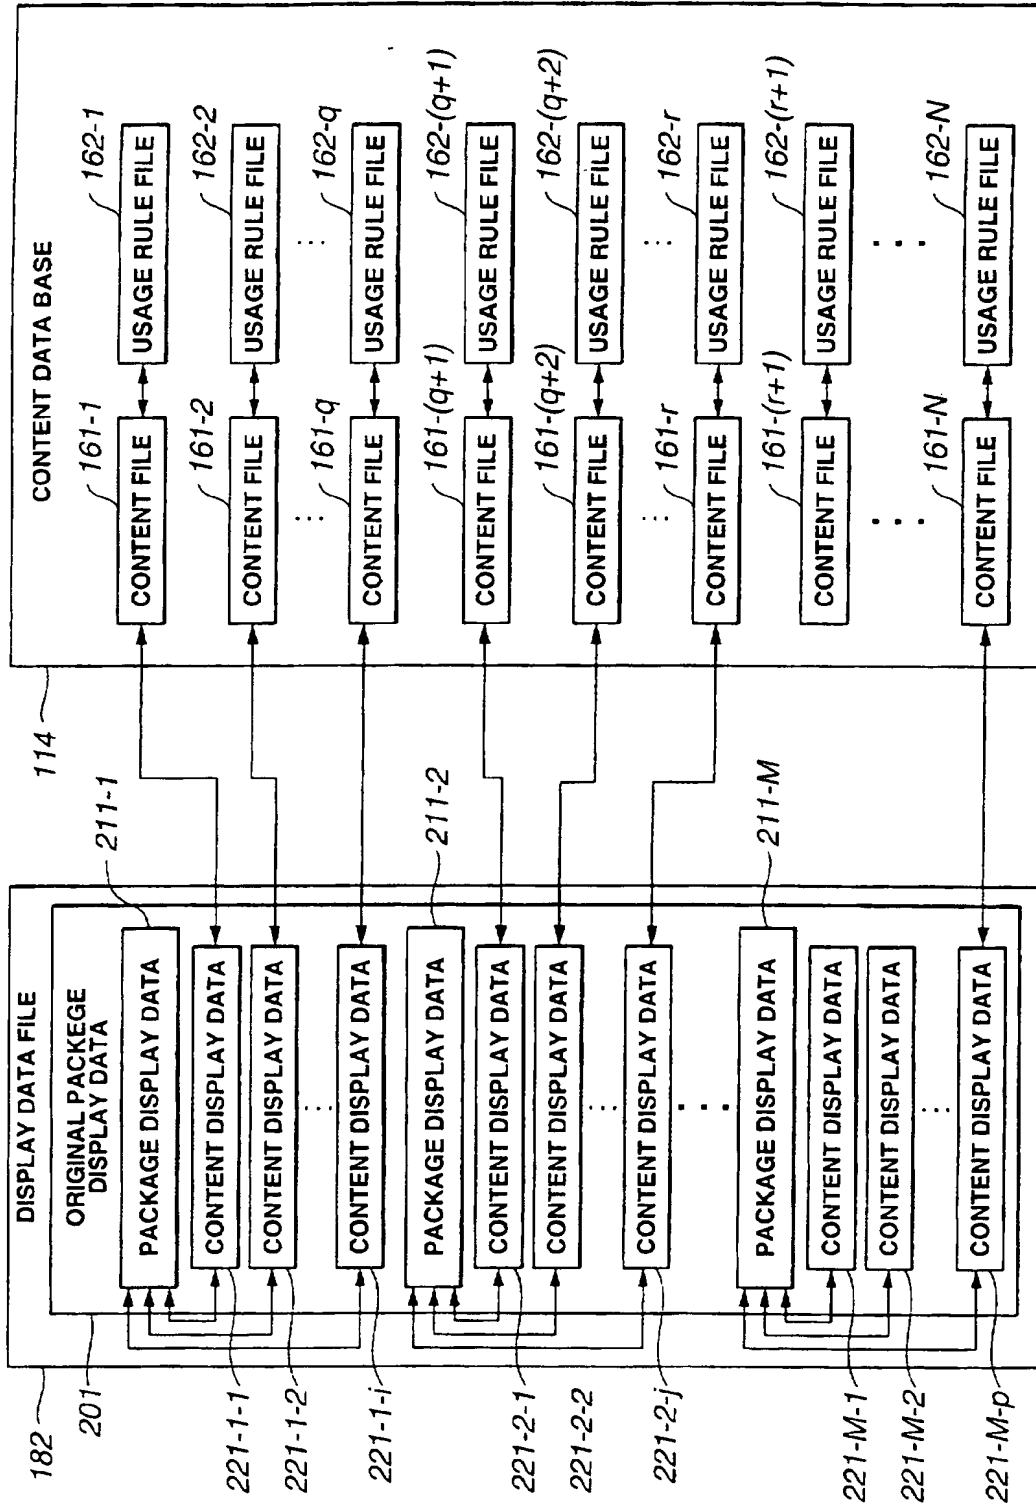 DISPLAY DATA FILE
ORIGINAL PACKEGE
DISPLAY DATA
PACKAGE DISPLAY DATA
CONTENT DISPLAY DATA
CONTENT DISPLAY DATA
CONTENT DISPLAY DATA
PACKAGE DISPLAY DATA
CONTENT DISPLAY DATA
CONTENT DISPLAY DATA
CONTENT DISPLAY DATA
PACKAGE DISPLAY DATA
CONTENT DISPLAY DATA
CONTENT DISPLAY DATA
CONTENT DISPLAY DATA
182
201
221-1-1
221-1-2
221-1-i
221-2-1
221-2-2
221-2-j
221-M-1
221-M-2
221-M-p
211-1
211-2
211-M
114
CONTENT DATA BASE
161-1
162-1
CONTENT FILE
USAGE RULE FILE
161-2
162-2
CONTENT FILE
USAGE RULE FILE
161-q
162-q
CONTENT FILE
USAGE RULE FILE
161-(q+1)
162-(q+1)
CONTENT FILE
USAGE RULE FILE
161-(q+2)
162-(q+2)
CONTENT FILE
USAGE RULE FILE
161-r
162-r
CONTENT FILE
USAGE RULE FILE
161-(r+1)
162-(r+1)
CONTENT FILE
USAGE RULE FILE
161-N
162-N
CONTENT FILE
USAGE RULE FILE